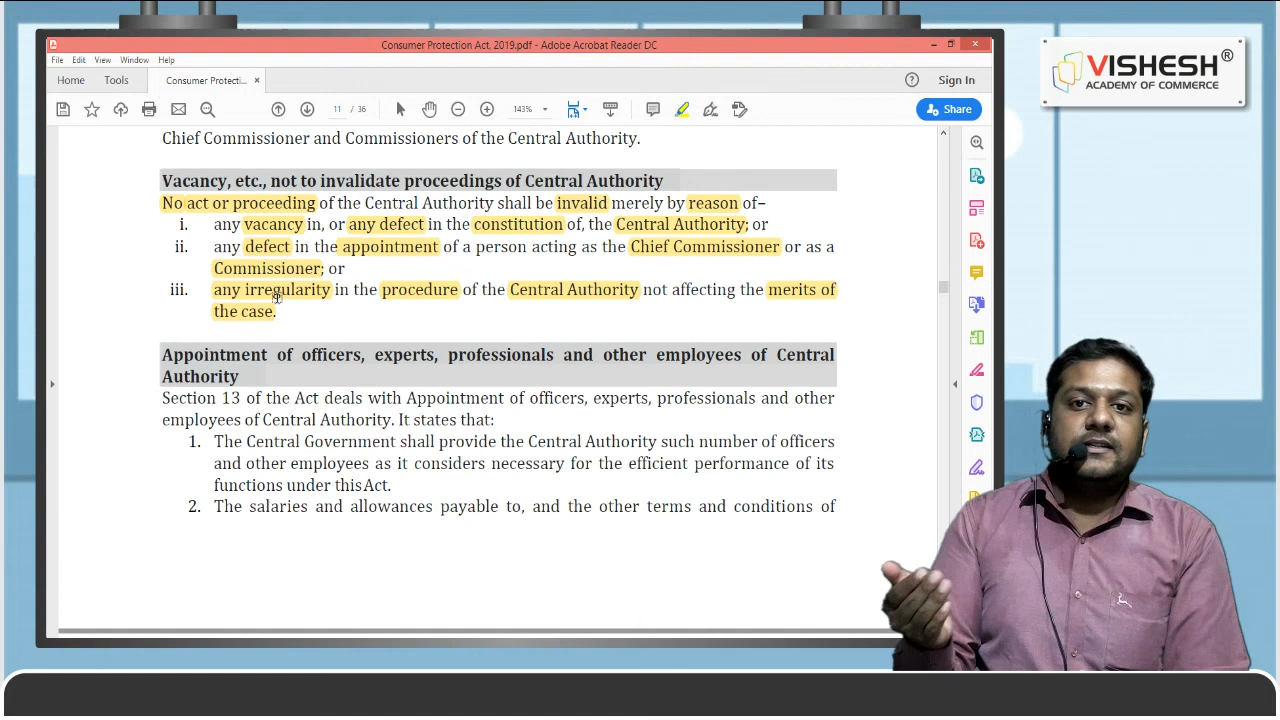 Consumer Protection Act, 2019.pdf - Adobe Acrobat Reader DC
File Edit View Window Help
Home Tools Consumer Protecti... × Sign In
11 / 36 143% Share
Chief Commissioner and Commissioners of the Central Authority.
Vacancy, etc., not to invalidate proceedings of Central Authority
No act or proceeding of the Central Authority shall be invalid merely by reason of–
i. any vacancy in, or any defect in the constitution of, the Central Authority; or
ii. any defect in the appointment of a person acting as the Chief Commissioner or as a
Commissioner; or
iii. any irregularity in the procedure of the Central Authority not affecting the merits of
the case.
Appointment of officers, experts, professionals and other employees of Central
Authority
Section 13 of the Act deals with Appointment of officers, experts, professionals and other
employees of Central Authority. It states that:
1. The Central Government shall provide the Central Authority such number of officers
and other employees as it considers necessary for the efficient performance of its
functions under this Act.
2. The salaries and allowances payable to, and the other terms and conditions of
VISHESH®
ACADEMY OF COMMERCE